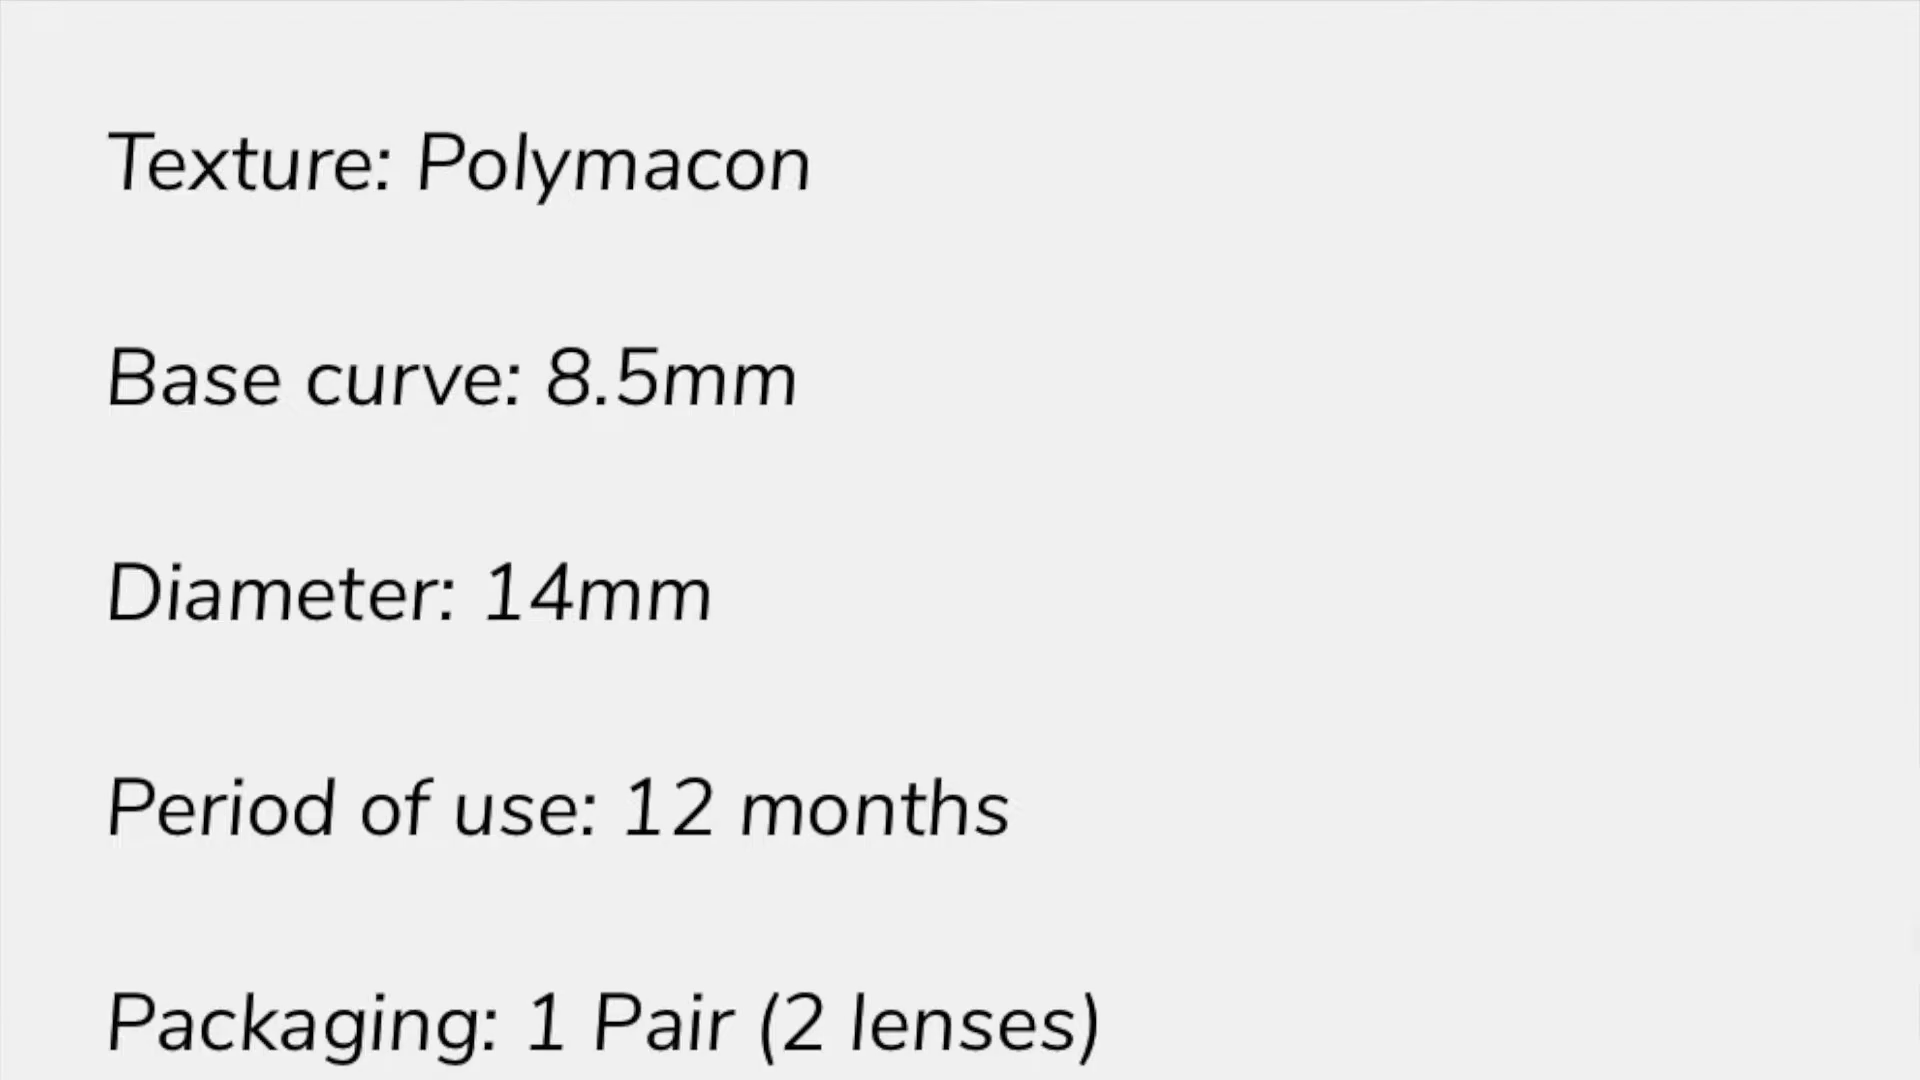 Texture: Polymacon
Base curve: 8.5mm
Diameter: 14mm
Period of use: 12 months
Packaging: 1 Pair (2 lenses)